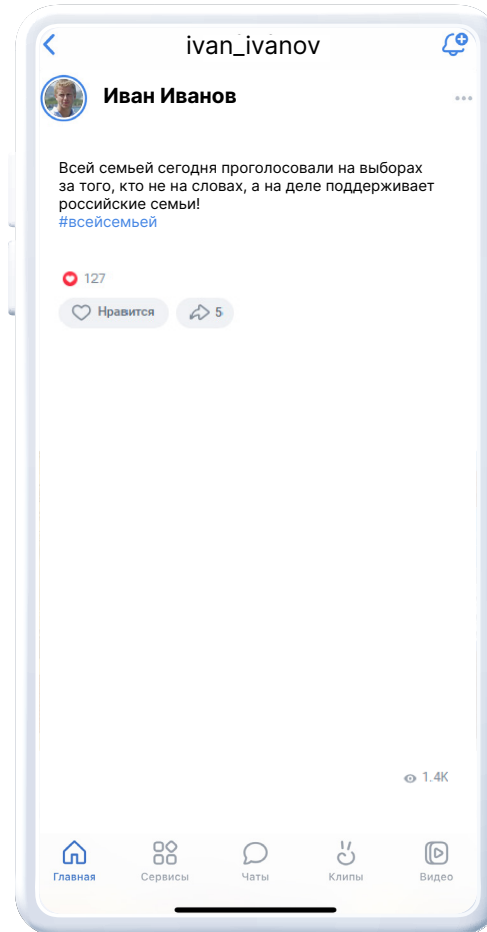 ivan_ivanov
Иван Иванов
Всей семьей сегодня проголосовали на выборах
за того, кто не на словах, а на деле поддерживает
российские семьи!
#всейсемьей
127
Нравится 5
1.4K
Главная Сервисы Чаты Клипы Видео